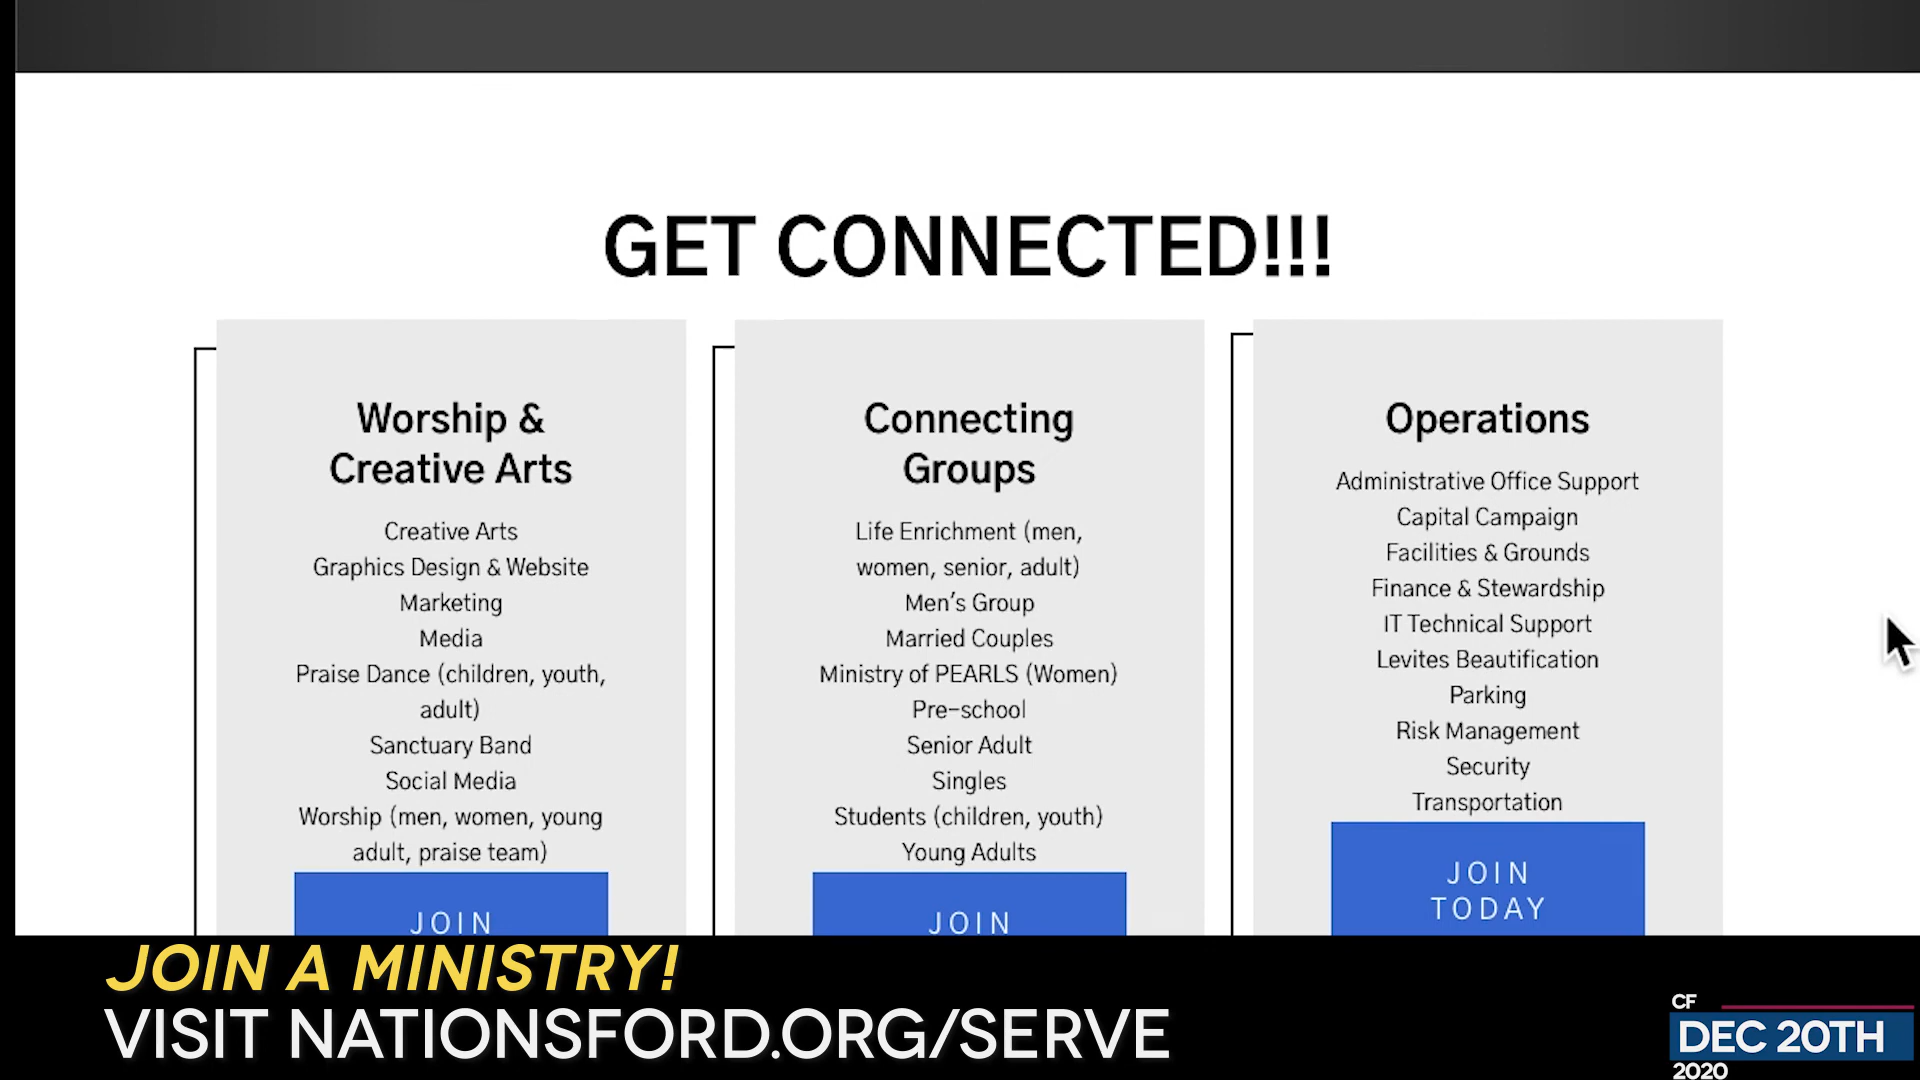 GET CONNECTED!!!
Worship &
Creative Arts
Creative Arts
Graphics Design & Website
Marketing
Media
Praise Dance (children, youth,
adult)
Sanctuary Band
Social Media
Worship (men, women, young
adult, praise team)
JOIN
Connecting
Groups
Life Enrichment (men,
women, senior, adult)
Men's Group
Married Couples
Ministry of PEARLS (Women)
Pre-school
Senior Adult
Singles
Students (children, youth)
Young Adults
JOIN
Operations
Administrative Office Support
Capital Campaign
Facilities & Grounds
Finance & Stewardship
IT Technical Support
Levites Beautification
Parking
Risk Management
Security
Transportation
JOIN
TODAY
JOIN A MINISTRY!
VISIT NATIONSFORD.ORG/SERVE
CF
DEC 20TH
2020